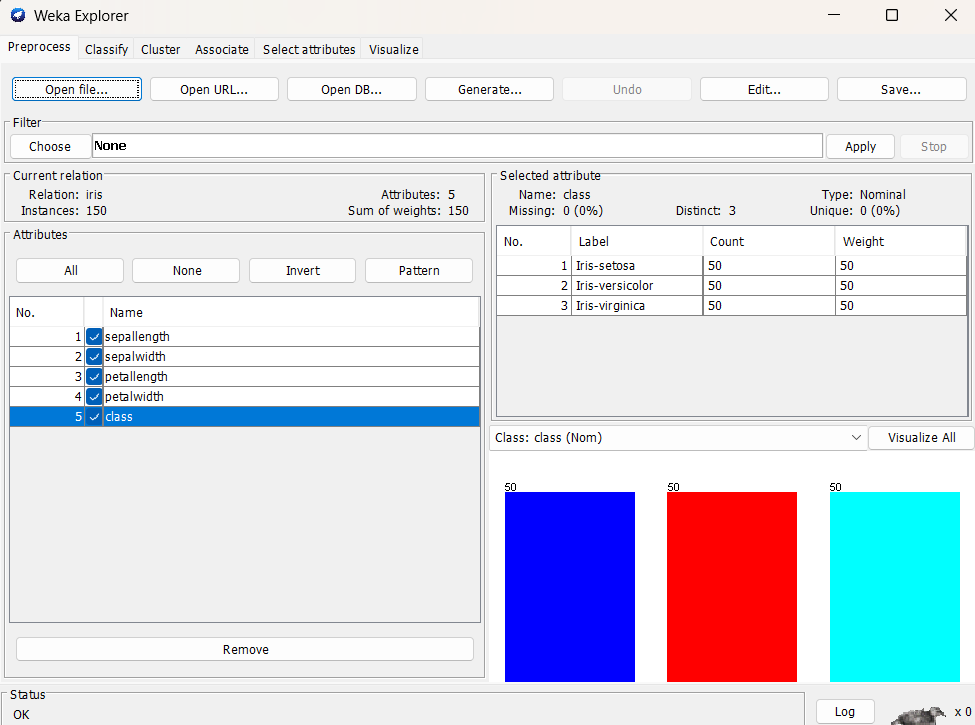 Weka Explorer
Preprocess Classify Cluster Associate Select attributes Visualize
Open file... Open URL... Open DB... Generate... Undo Edit... Save...
Filter
Choose None Apply Stop
Current relation
Relation: iris Attributes: 5
Instances: 150 Sum of weights: 150
Attributes
All None Invert Pattern
No. Name
1 sepallength
2 sepalwidth
3 petallength
4 petalwidth
5 class
Remove
Selected attribute
Name: class Type: Nominal
Missing: 0 (0%) Distinct: 3 Unique: 0 (0%)
No. Label Count Weight
1 Iris-setosa 50 50
2 Iris-versicolor 50 50
3 Iris-virginica 50 50
Class: class (Nom) Visualize All
50 50 50
Status
OK Log x 0